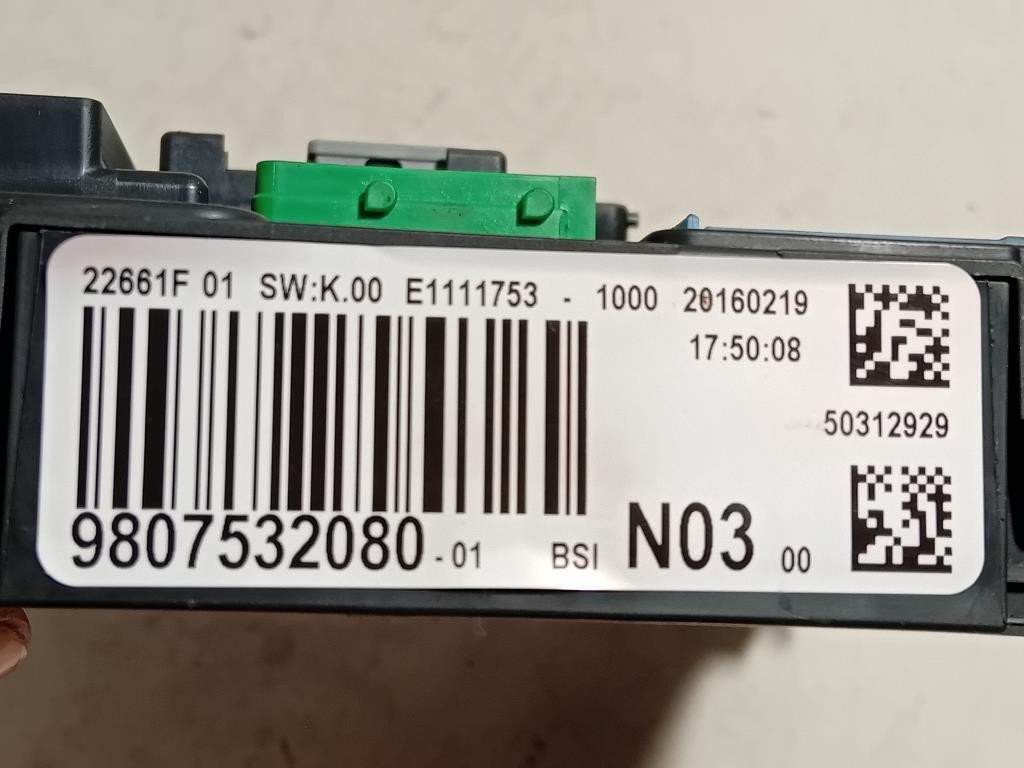 22661F 01 SW:K.00 E1111753 - 1000 20160219
17:50:08
50312929
9807532080 - 01 BSI N03 00